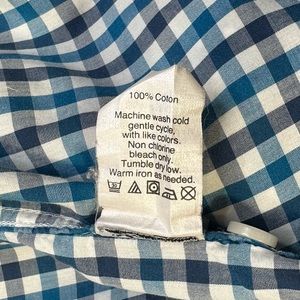 100% Coton
Machine wash cold
gentle cycle,
with like colors.
Non chlorine
bleach only.
Tumble dry low.
Warm iron as needed.